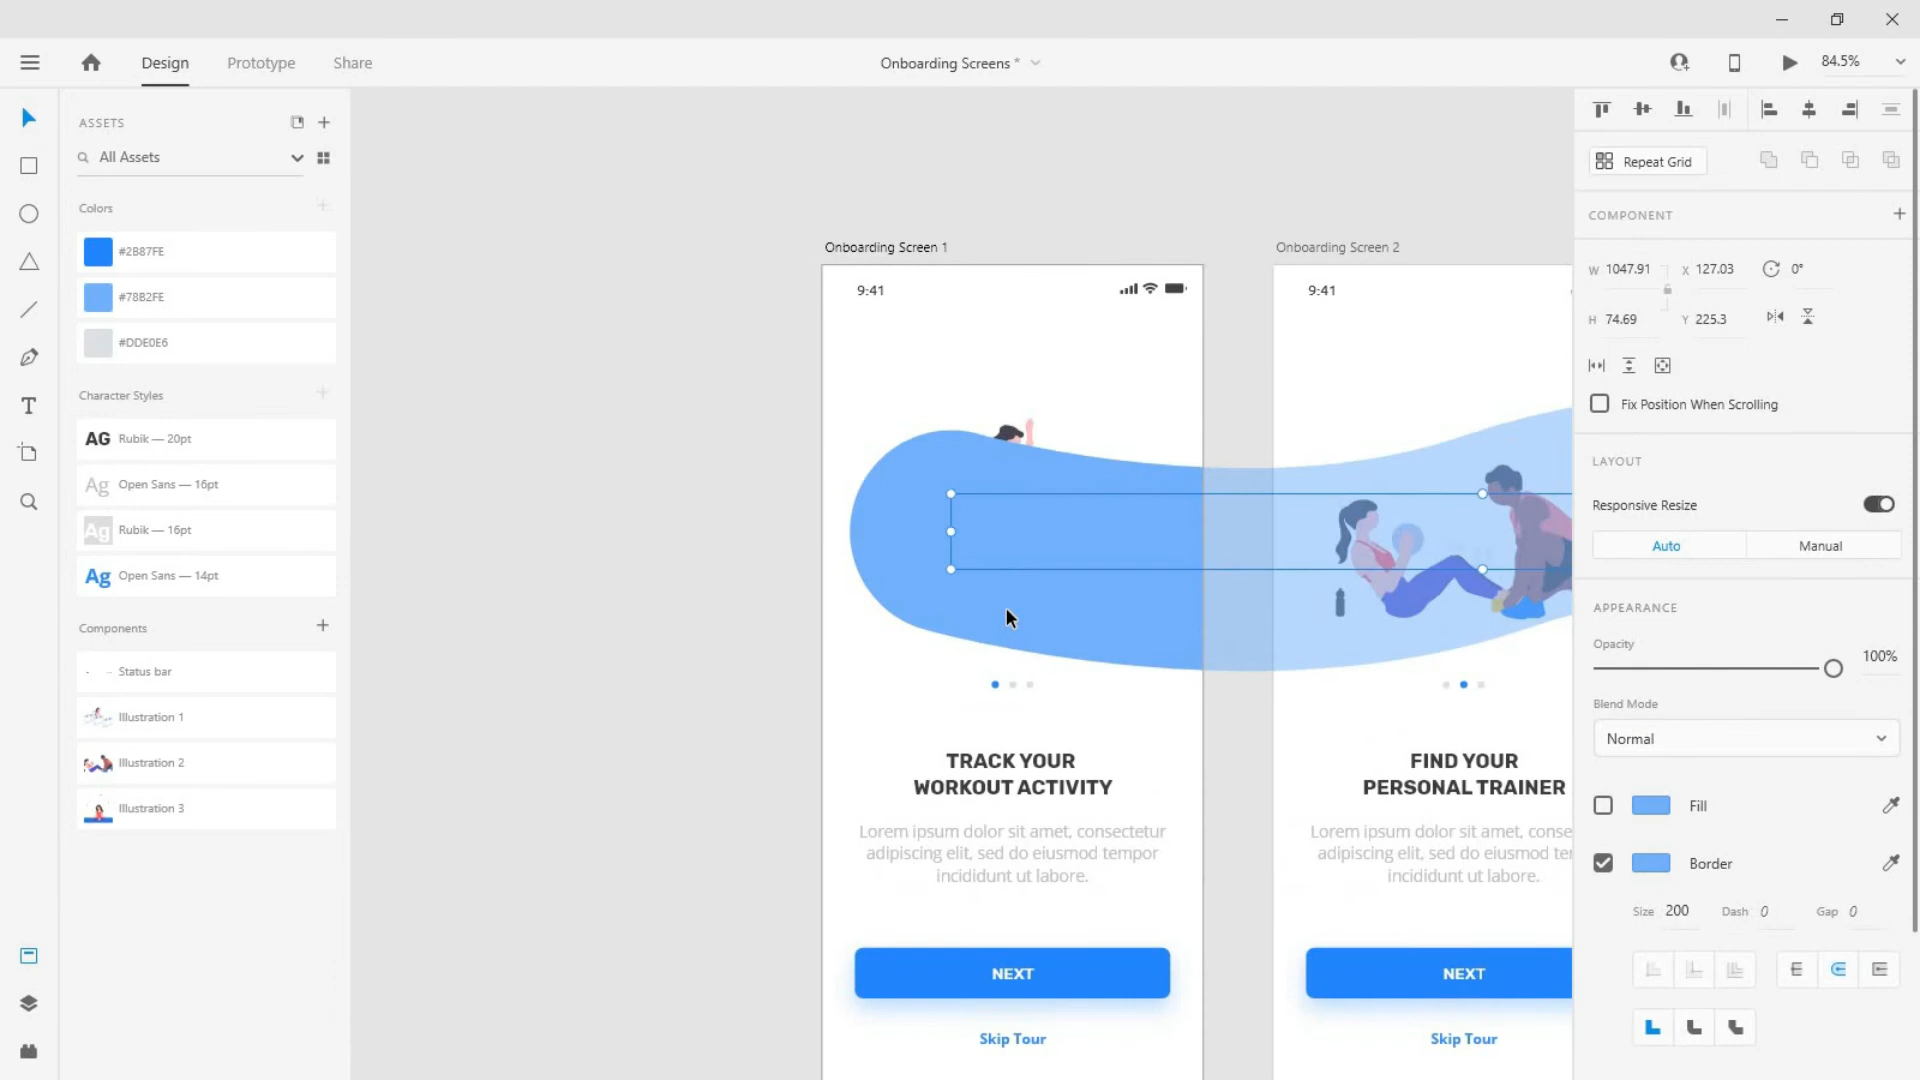 Design
Prototype
Share
Onboarding Screens *
84.5%
ASSETS
All Assets
Colors
#2B87FE
#78B2FE
#DDE0E6
Character Styles
AG Rubik — 20pt
Ag Open Sans — 16pt
Ag Rubik — 16pt
Ag Open Sans — 14pt
Components
Status bar
Illustration 1
Illustration 2
Illustration 3
Onboarding Screen 1
9:41
TRACK YOUR
WORKOUT ACTIVITY
Lorem ipsum dolor sit amet, consectetur
adipiscing elit, sed do eiusmod tempor
incididunt ut labore.
NEXT
Skip Tour
Onboarding Screen 2
9:41
FIND YOUR
PERSONAL TRAINER
Lorem ipsum dolor sit amet, conse
adipiscing elit, sed do eiusmod ter
incididunt ut labore.
NEXT
Skip Tour
Repeat Grid
COMPONENT
W 1047.91 X 127.03 0°
H 74.69 Y 225.3
Fix Position When Scrolling
LAYOUT
Responsive Resize
Auto
Manual
APPEARANCE
Opacity
100%
Blend Mode
Normal
Fill
Border
Size 200 Dash 0 Gap 0